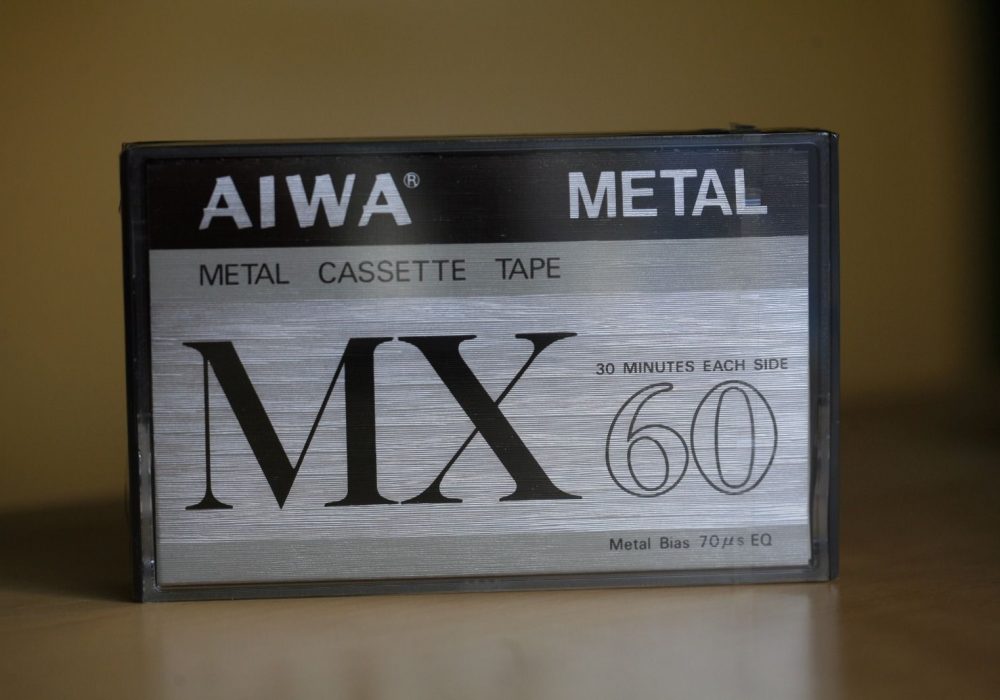 AIWA® METAL
METAL CASSETTE TAPE
MX
30 MINUTES EACH SIDE
60
Metal Bias 70μs EQ